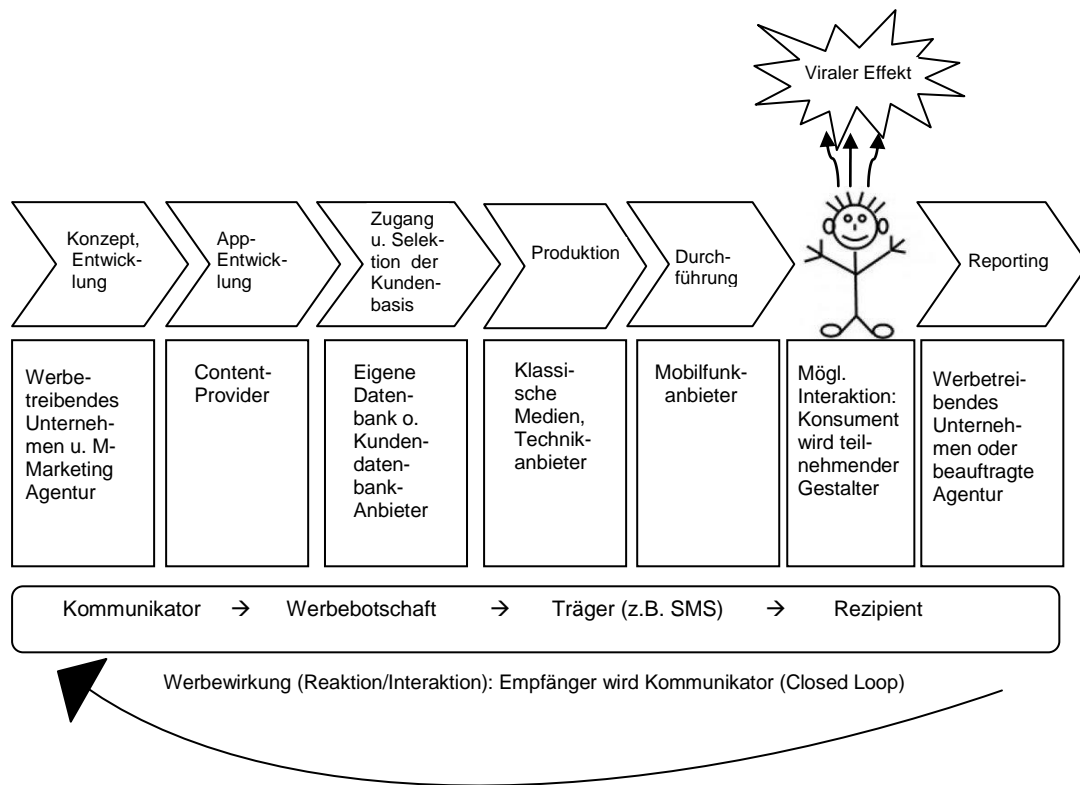 Viraler Effekt
Konzept,
Entwick-
lung
App-
Entwick-
lung
Zugang
u. Selek-
tion der
Kunden-
basis
Produktion
Durch-
führung
Reporting
Werbe-
treibendes
Unterneh-
men u. M-
Marketing
Agentur
Content-
Provider
Eigene
Daten-
bank o.
Kunden-
daten-
bank-
Anbieter
Klassi-
sche
Medien,
Technik-
anbieter
Mobilfunk-
anbieter
Mögl.
Interaktion:
Konsument
wird teil-
nehmender
Gestalter
Werbetrei-
bendes
Unterneh-
men oder
beauftragte
Agentur
Kommunikator → Werbebotschaft → Träger (z.B. SMS) → Rezipient
Werbewirkung (Reaktion/Interaktion): Empfänger wird Kommunikator (Closed Loop)